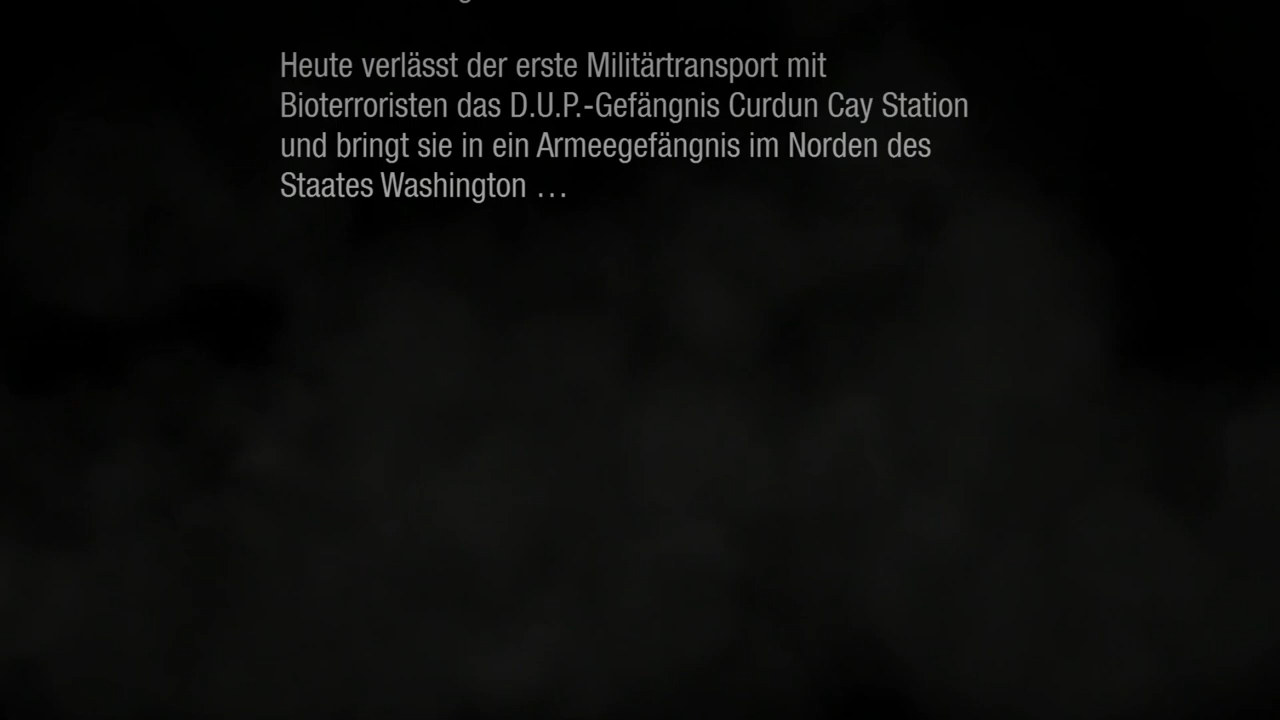 Heute verlässt der erste Militärtransport mit
Bioterroristen das D.U.P.-Gefängnis Curdun Cay Station
und bringt sie in ein Armeegefängnis im Norden des
Staates Washington …